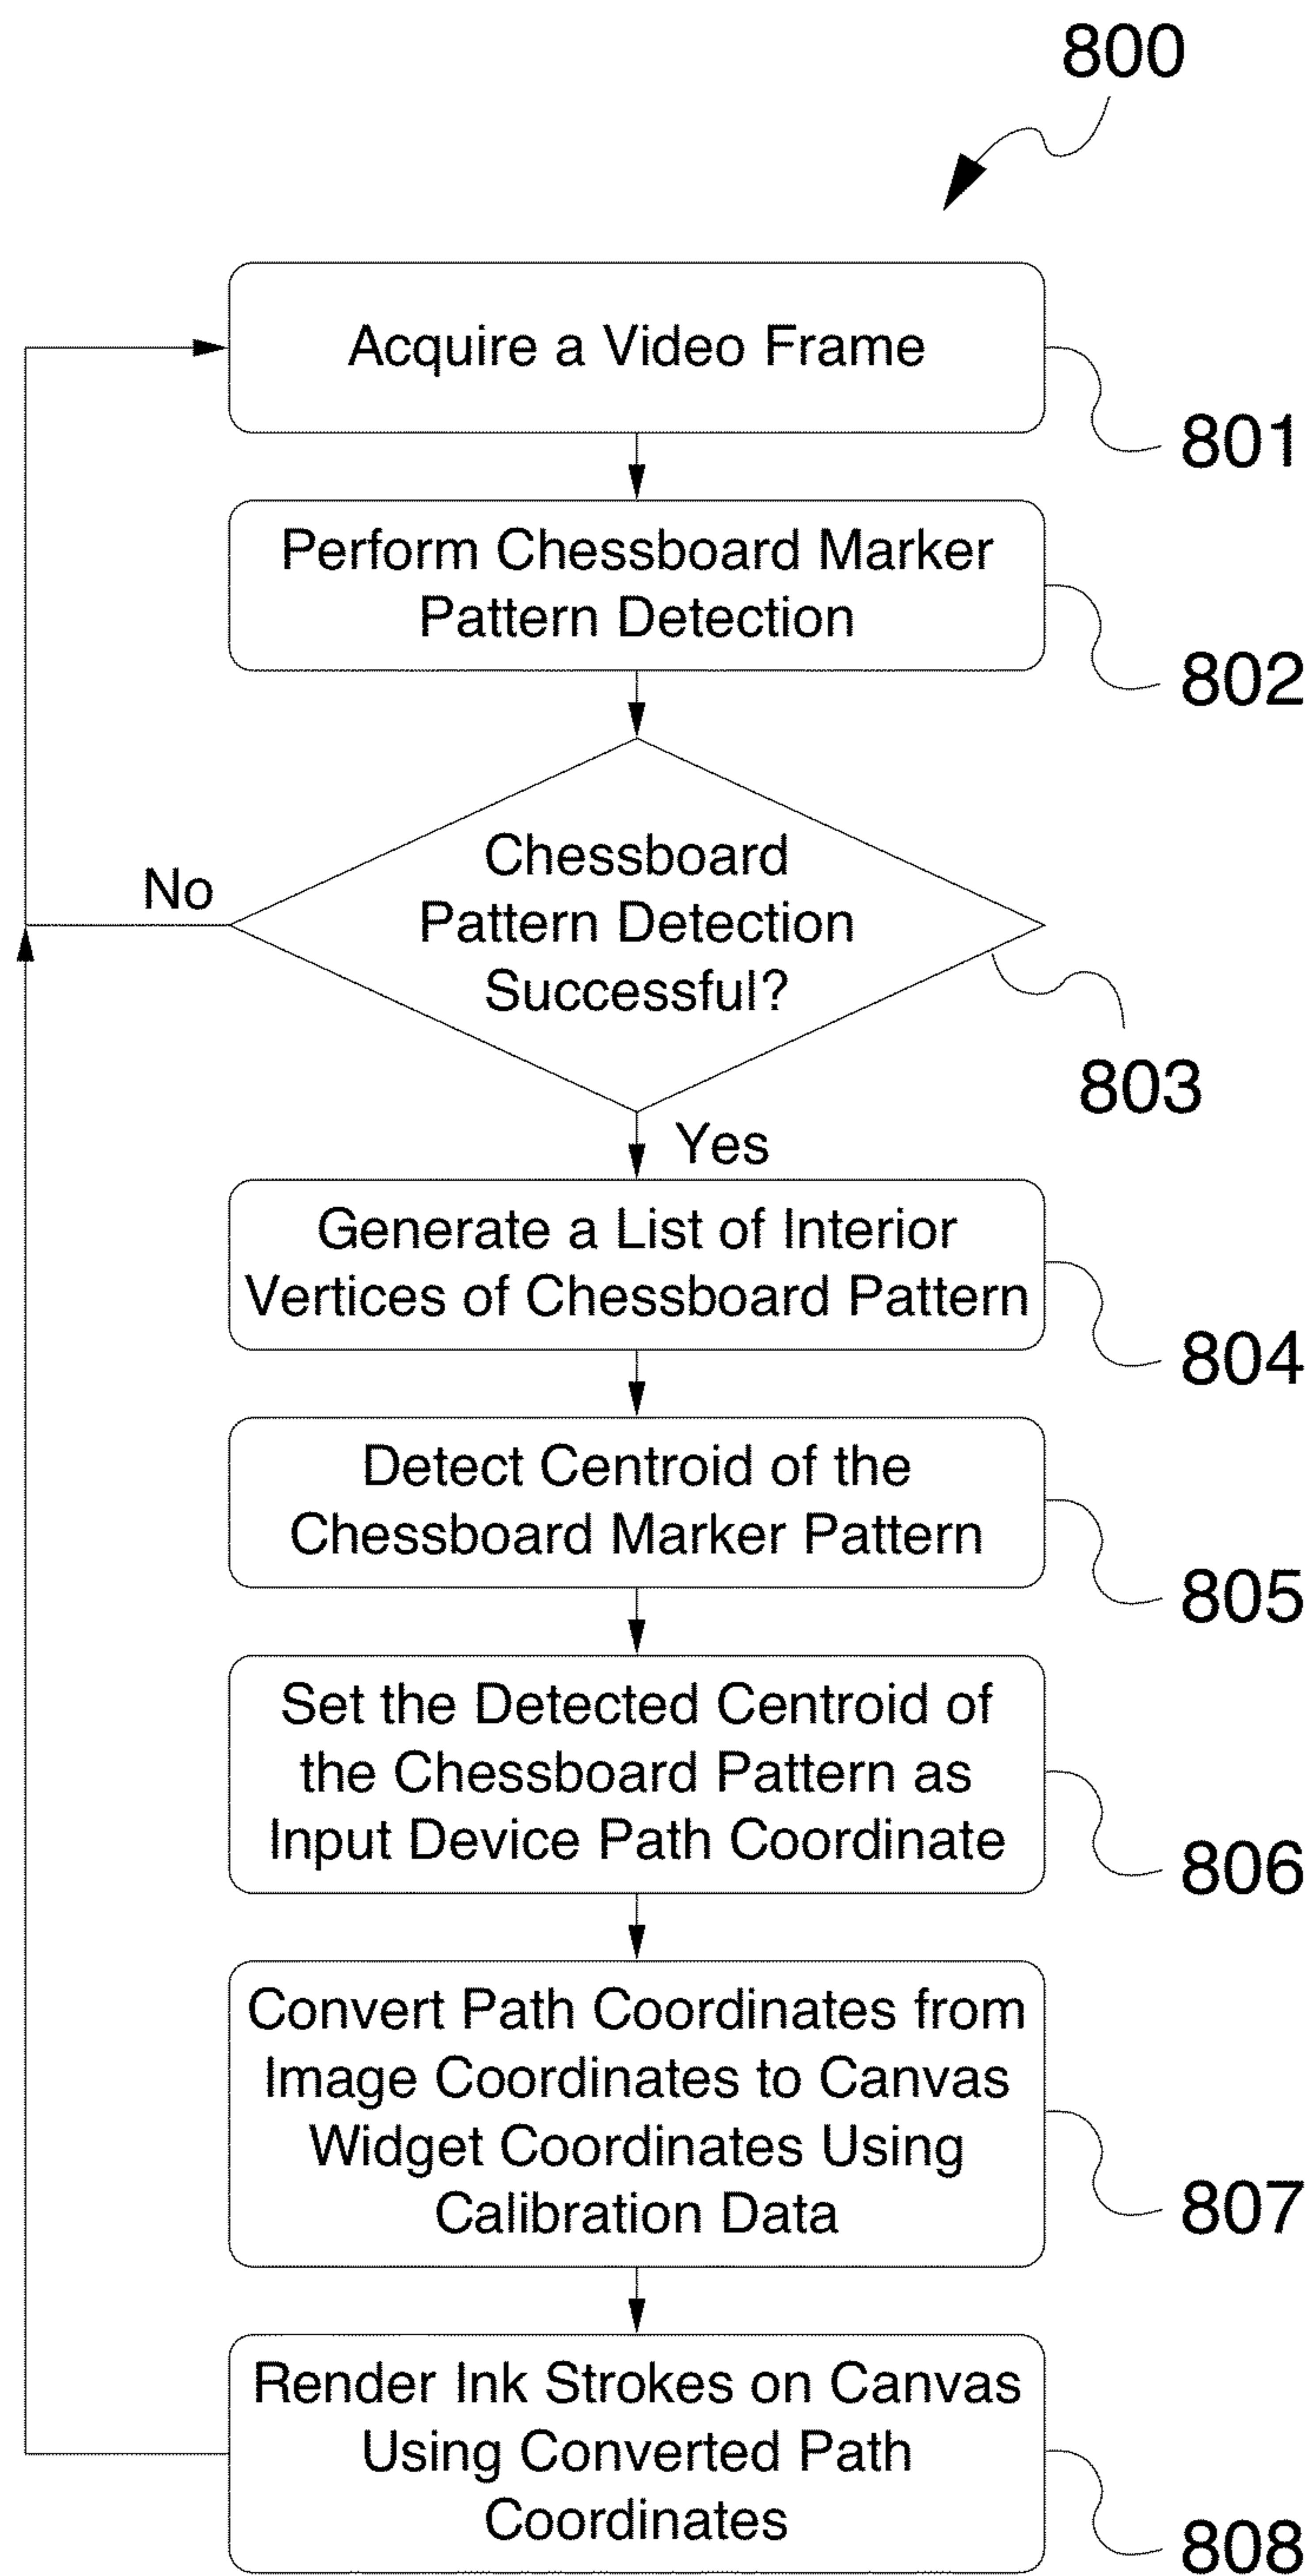 800
Acquire a Video Frame
801
Perform Chessboard Marker
Pattern Detection
802
Chessboard
Pattern Detection
Successful?
No
803
Yes
Generate a List of Interior
Vertices of Chessboard Pattern
804
Detect Centroid of the
Chessboard Marker Pattern
805
Set the Detected Centroid of
the Chessboard Pattern as
Input Device Path Coordinate
806
Convert Path Coordinates from
Image Coordinates to Canvas
Widget Coordinates Using
Calibration Data
807
Render Ink Strokes on Canvas
Using Converted Path
Coordinates
808